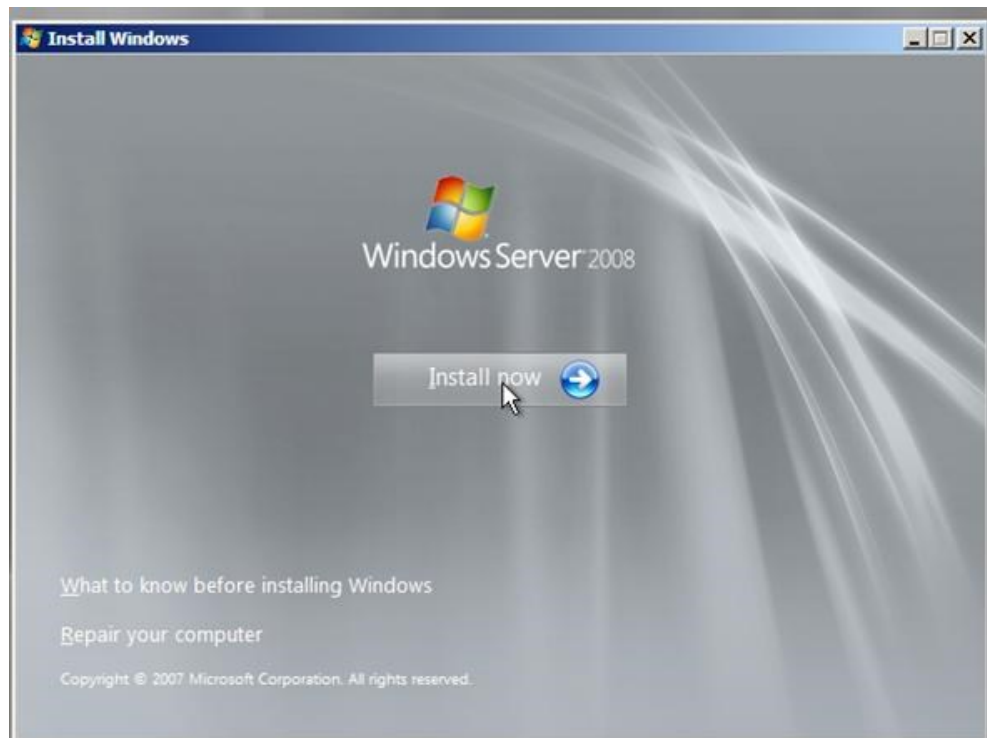 Install Windows
Windows Server 2008
Install now
What to know before installing Windows
Repair your computer
Copyright © 2007 Microsoft Corporation. All rights reserved.